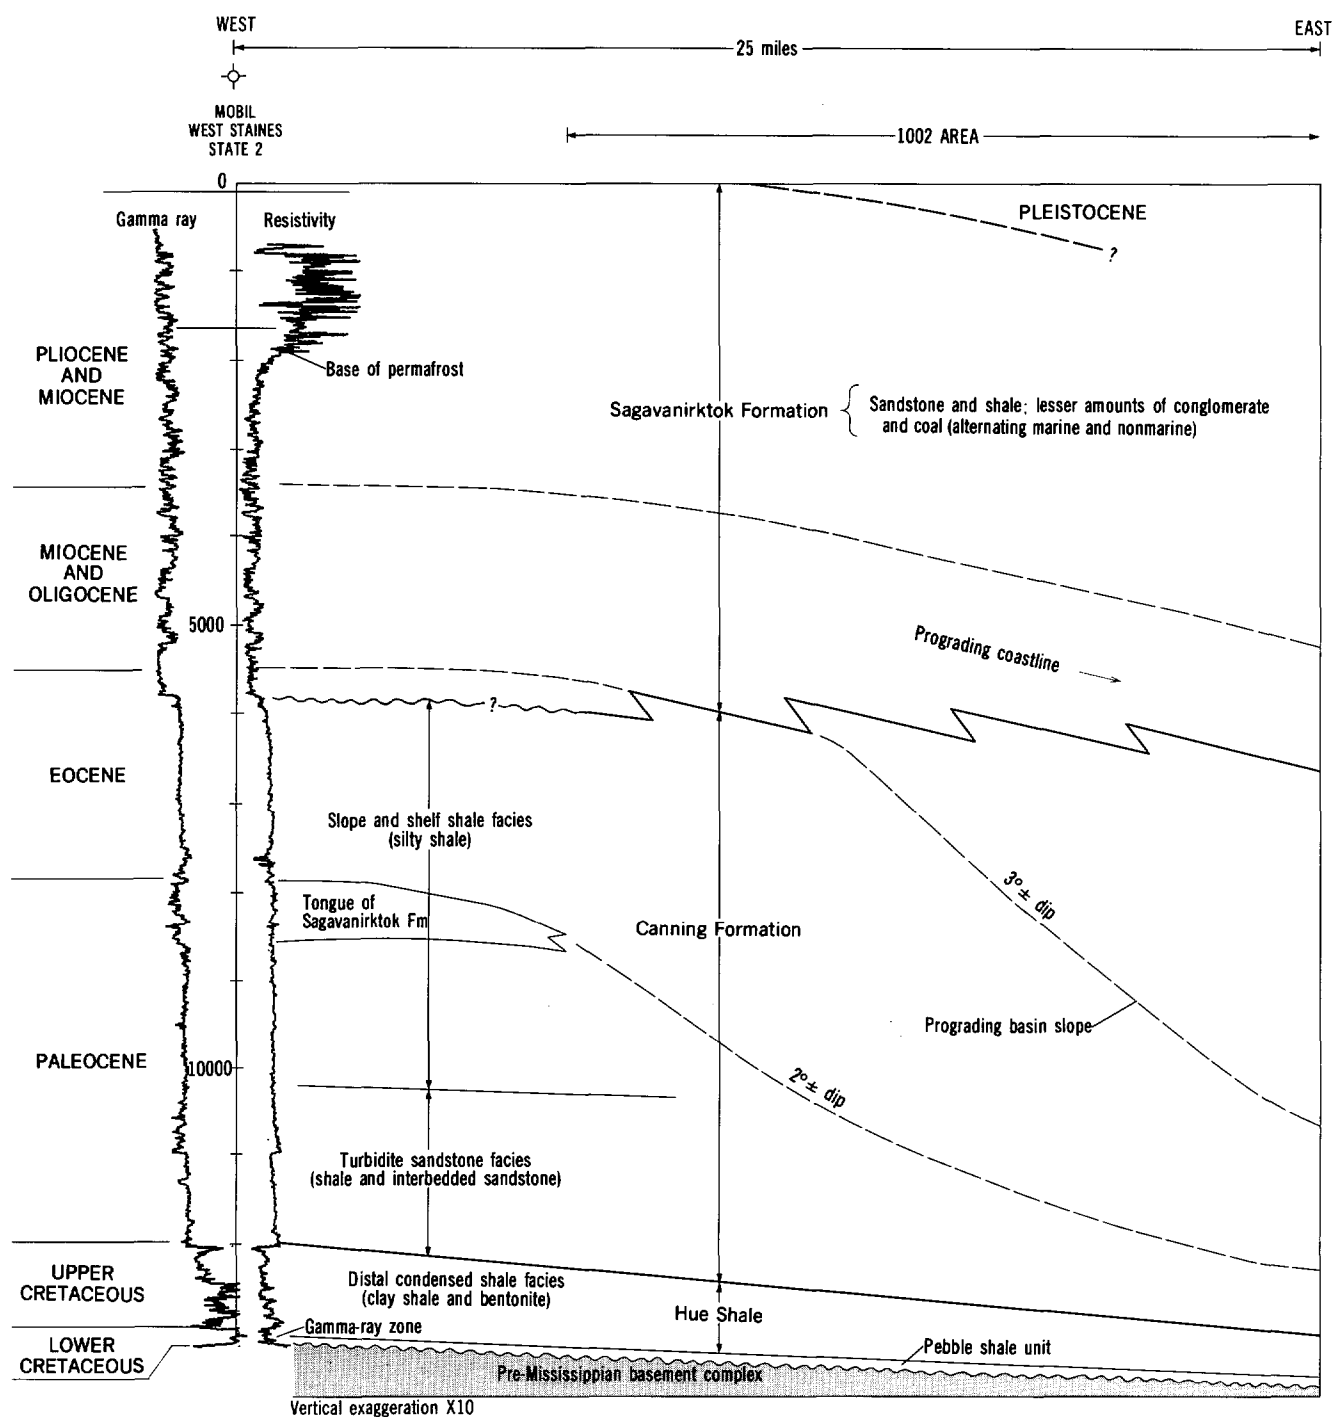 WEST
EAST
25 miles
MOBIL
WEST STAINES
STATE 2
1002 AREA
0
Gamma ray
Resistivity
PLEISTOCENE
?
PLIOCENE
AND
MIOCENE
Base of permafrost
Sagavanirktok Formation
Sandstone and shale; lesser amounts of conglomerate
and coal (alternating marine and nonmarine)
MIOCENE
AND
OLIGOCENE
5000
Prograding coastline
?
EOCENE
Slope and shelf shale facies
(silty shale)
3° ± dip
Tongue of
Sagavanirktok Fm
Canning Formation
Prograding basin slope
PALEOCENE
10000
2° ± dip
Turbidite sandstone facies
(shale and interbedded sandstone)
UPPER
CRETACEOUS
Distal condensed shale facies
(clay shale and bentonite)
Hue Shale
Gamma-ray zone
LOWER
CRETACEOUS
Pebble shale unit
Pre-Mississippian basement complex
Vertical exaggeration X10